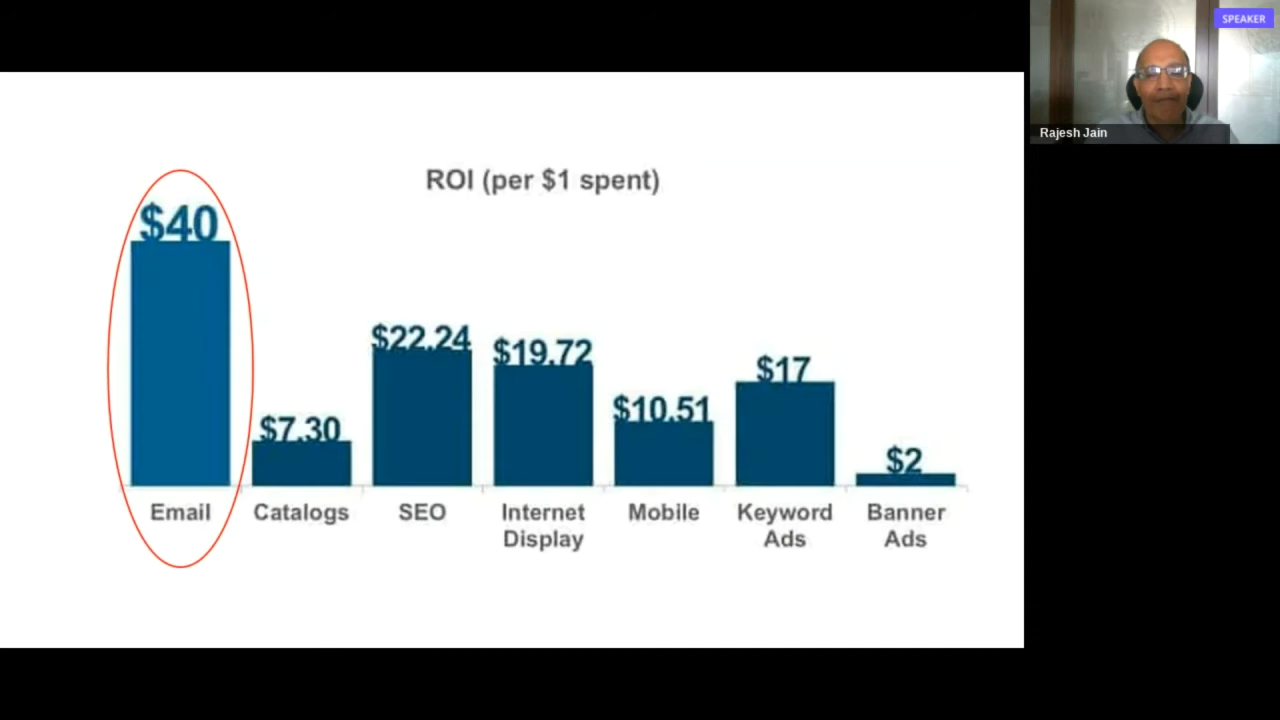 SPEAKER
Rajesh Jain
ROI (per $1 spent)
$40
$7.30
$22.24
$19.72
$10.51
$17
$2
Email
Catalogs
SEO
Internet
Display
Mobile
Keyword
Ads
Banner
Ads